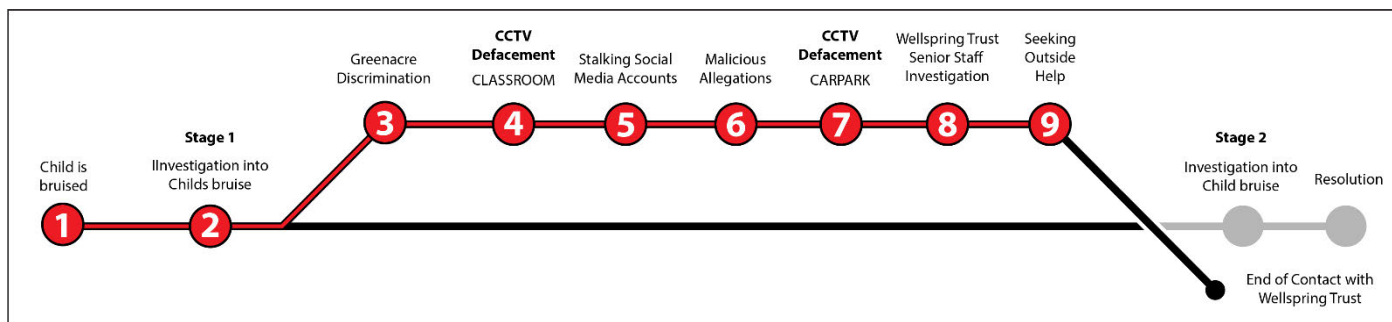 Child is
bruised
1
Stage 1
IInvestigation into
Childs bruise
2
Greenacre
Discrimination
3
CCTV
Defacement
CLASSROOM
4
Stalking Social
Media Accounts
5
Malicious
Allegations
6
CCTV
Defacement
CARPARK
7
Wellspring Trust
Senior Staff
Investigation
8
Seeking
Outside
Help
9
Stage 2
Investigation into
Child bruise
Resolution
End of Contact with
Wellspring Trust